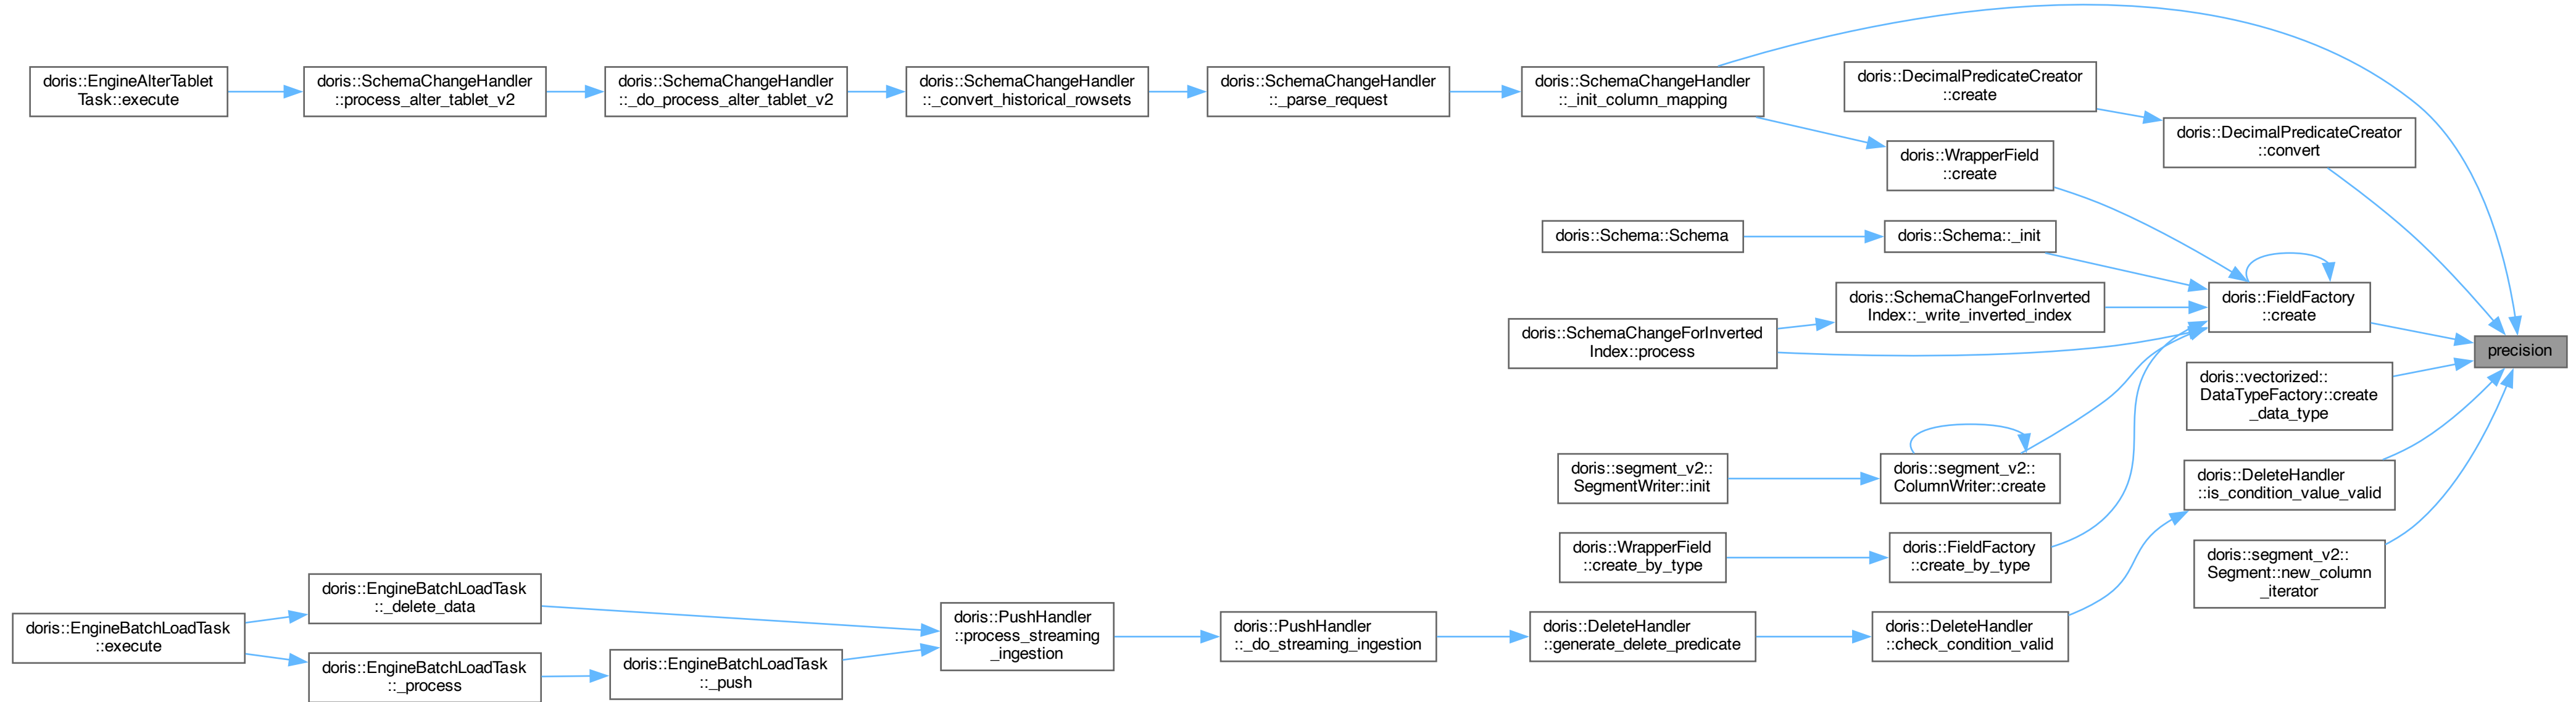 doris::EngineAlterTablet
Task::execute
doris::SchemaChangeHandler
::process_alter_tablet_v2
doris::SchemaChangeHandler
::_do_process_alter_tablet_v2
doris::SchemaChangeHandler
::_convert_historical_rowsets
doris::SchemaChangeHandler
::_parse_request
doris::SchemaChangeHandler
::_init_column_mapping
doris::DecimalPredicateCreator
::create
doris::DecimalPredicateCreator
::convert
doris::WrapperField
::create
doris::Schema::Schema
doris::Schema::_init
doris::SchemaChangeForInverted
Index::_write_inverted_index
doris::FieldFactory
::create
doris::SchemaChangeForInverted
Index::process
precision
doris::vectorized::
DataTypeFactory::create
_data_type
doris::segment_v2::
SegmentWriter::init
doris::segment_v2::
ColumnWriter::create
doris::DeleteHandler
::is_condition_value_valid
doris::WrapperField
::create_by_type
doris::FieldFactory
::create_by_type
doris::segment_v2::
Segment::new_column
_iterator
doris::EngineBatchLoadTask
::_delete_data
doris::EngineBatchLoadTask
::execute
doris::PushHandler
::process_streaming
_ingestion
doris::PushHandler
::_do_streaming_ingestion
doris::DeleteHandler
::generate_delete_predicate
doris::DeleteHandler
::check_condition_valid
doris::EngineBatchLoadTask
::_process
doris::EngineBatchLoadTask
::_push